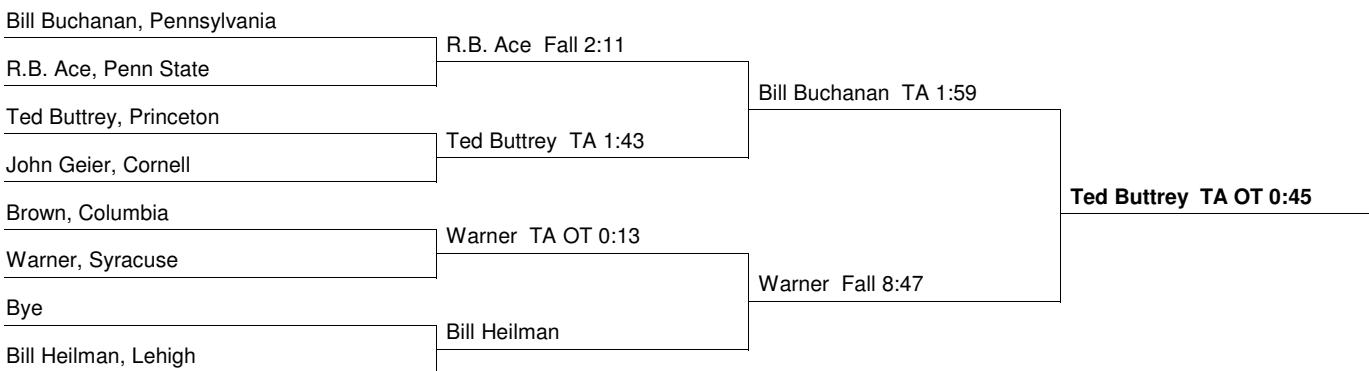 Bill Buchanan, Pennsylvania
R.B. Ace Fall 2:11
R.B. Ace, Penn State
Bill Buchanan TA 1:59
Ted Buttrey, Princeton
Ted Buttrey TA 1:43
John Geier, Cornell
Ted Buttrey TA OT 0:45
Brown, Columbia
Warner TA OT 0:13
Warner, Syracuse
Warner Fall 8:47
Bye
Bill Heilman
Bill Heilman, Lehigh